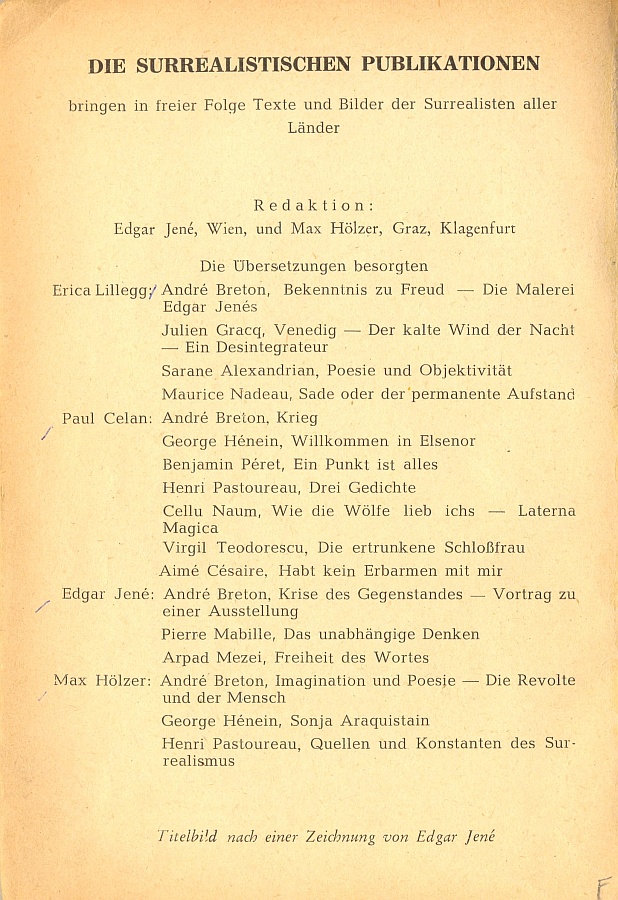 DIE SURREALISTISCHEN PUBLIKATIONEN
bringen in freier Folge Texte und Bilder der Surrealisten aller
Länder
Redaktion:
Edgar Jené, Wien, und Max Hölzer, Graz, Klagenfurt
Die Übersetzungen besorgten
Erica Lillegg: André Breton, Bekenntnis zu Freud — Die Malerei
Edgar Jenés
Julien Gracq, Venedig — Der kalte Wind der Nacht
— Ein Desintegrateur
Sarane Alexandrian, Poesie und Objektivität
Maurice Nadeau, Sade oder der permanente Aufstand
Paul Celan: André Breton, Krieg
George Hénein, Willkommen in Elsenor
Benjamin Péret, Ein Punkt ist alles
Henri Pastoureau, Drei Gedichte
Cellu Naum, Wie die Wölfe lieb ichs — Laterna
Magica
Virgil Teodorescu, Die ertrunkene Schloßfrau
Aimé Césaire, Habt kein Erbarmen mit mir
Edgar Jené: André Breton, Krise des Gegenstandes — Vortrag zu
einer Ausstellung
Pierre Mabille, Das unabhängige Denken
Arpad Mezei, Freiheit des Wortes
Max Hölzer: André Breton, Imagination und Poesie — Die Revolte
und der Mensch
George Hénein, Sonja Araquistain
Henri Pastoureau, Quellen und Konstanten des Sur-
realismus
Titelbild nach einer Zeichnung von Edgar Jené
F